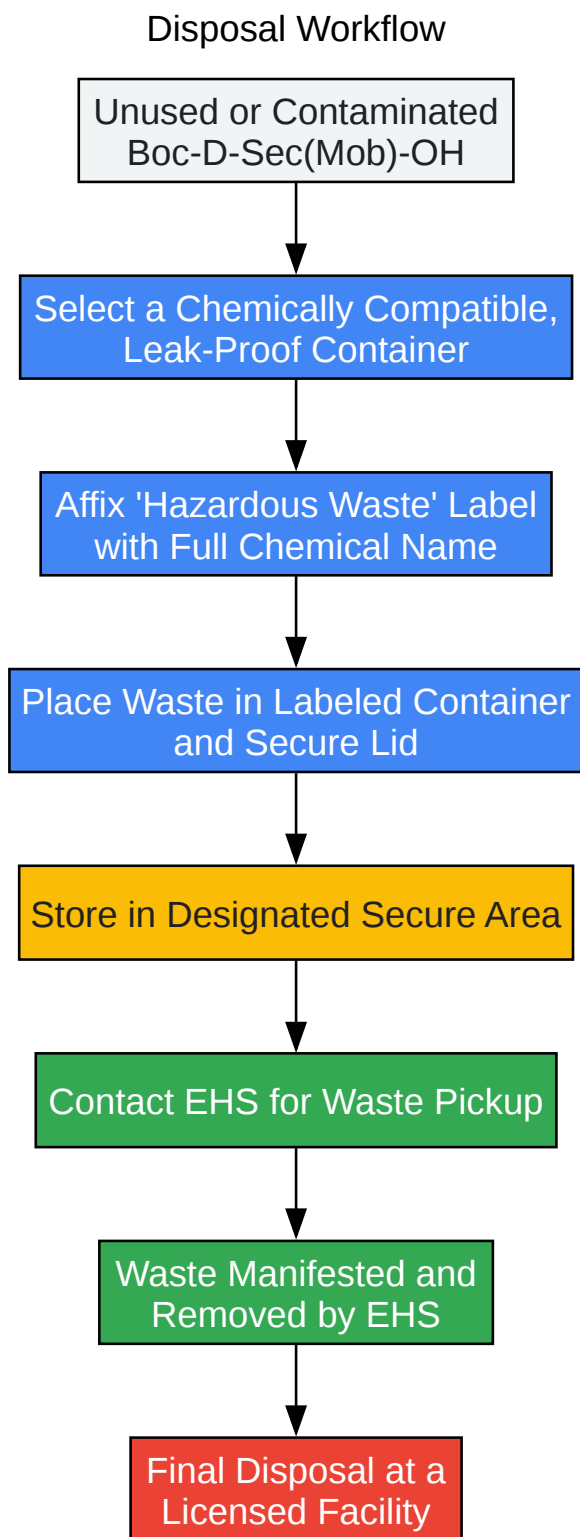 Disposal Workflow
Unused or Contaminated
Boc-D-Sec(Mob)-OH
Select a Chemically Compatible,
Leak-Proof Container
Affix 'Hazardous Waste' Label
with Full Chemical Name
Place Waste in Labeled Container
and Secure Lid
Store in Designated Secure Area
Contact EHS for Waste Pickup
Waste Manifested and
Removed by EHS
Final Disposal at a
Licensed Facility